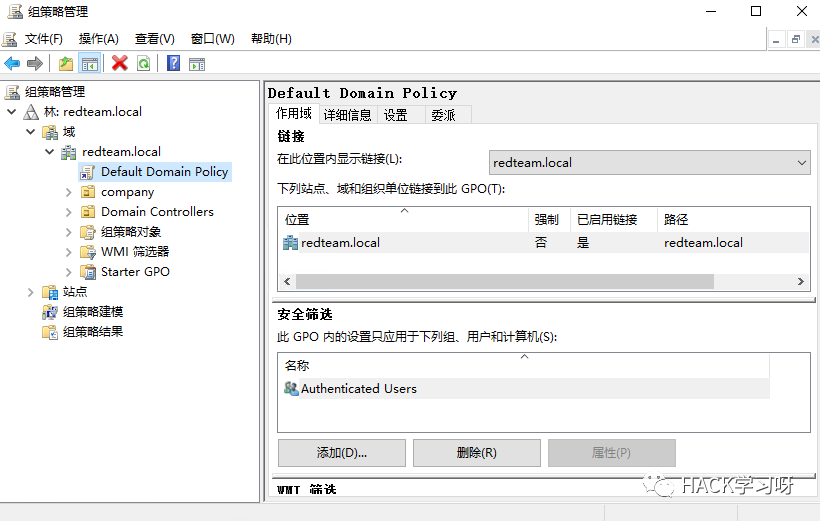 组策略管理
文件(F) 操作(A) 查看(V) 窗口(W) 帮助(H)
组策略管理
林: redteam.local
域
redteam.local
Default Domain Policy
company
Domain Controllers
组策略对象
WMI 筛选器
Starter GPO
站点
组策略建模
组策略结果
Default Domain Policy
作用域 详细信息 设置 委派
链接
在此位置内显示链接(L): redteam.local
下列站点、域和组织单位链接到此 GPO(T):
位置 强制 已启用链接 路径
redteam.local 否 是 redteam.local
安全筛选
此 GPO 内的设置只应用于下列组、用户和计算机(S):
名称
Authenticated Users
添加(D)... 删除(R) 属性(P)
WMI 筛选
HACK学习呀